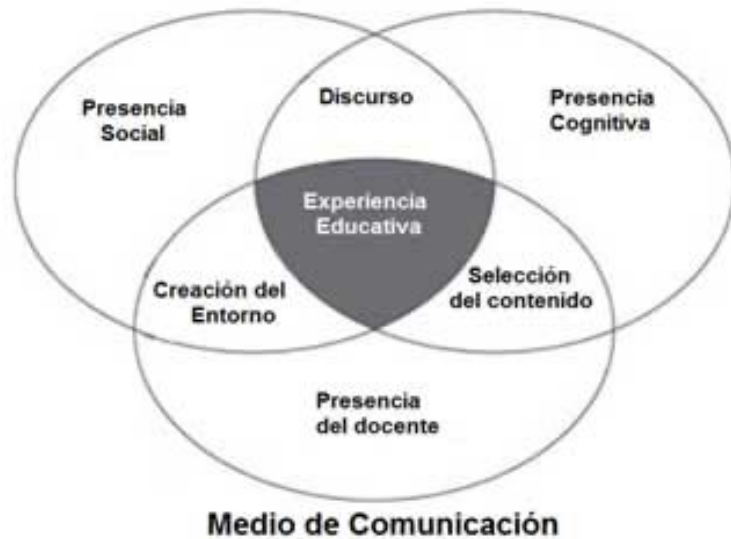 Presencia
Social
Discurso
Presencia
Cognitiva
Experiencia
Educativa
Creación del
Entorno
Selección
del contenido
Presencia
del docente
Medio de Comunicación